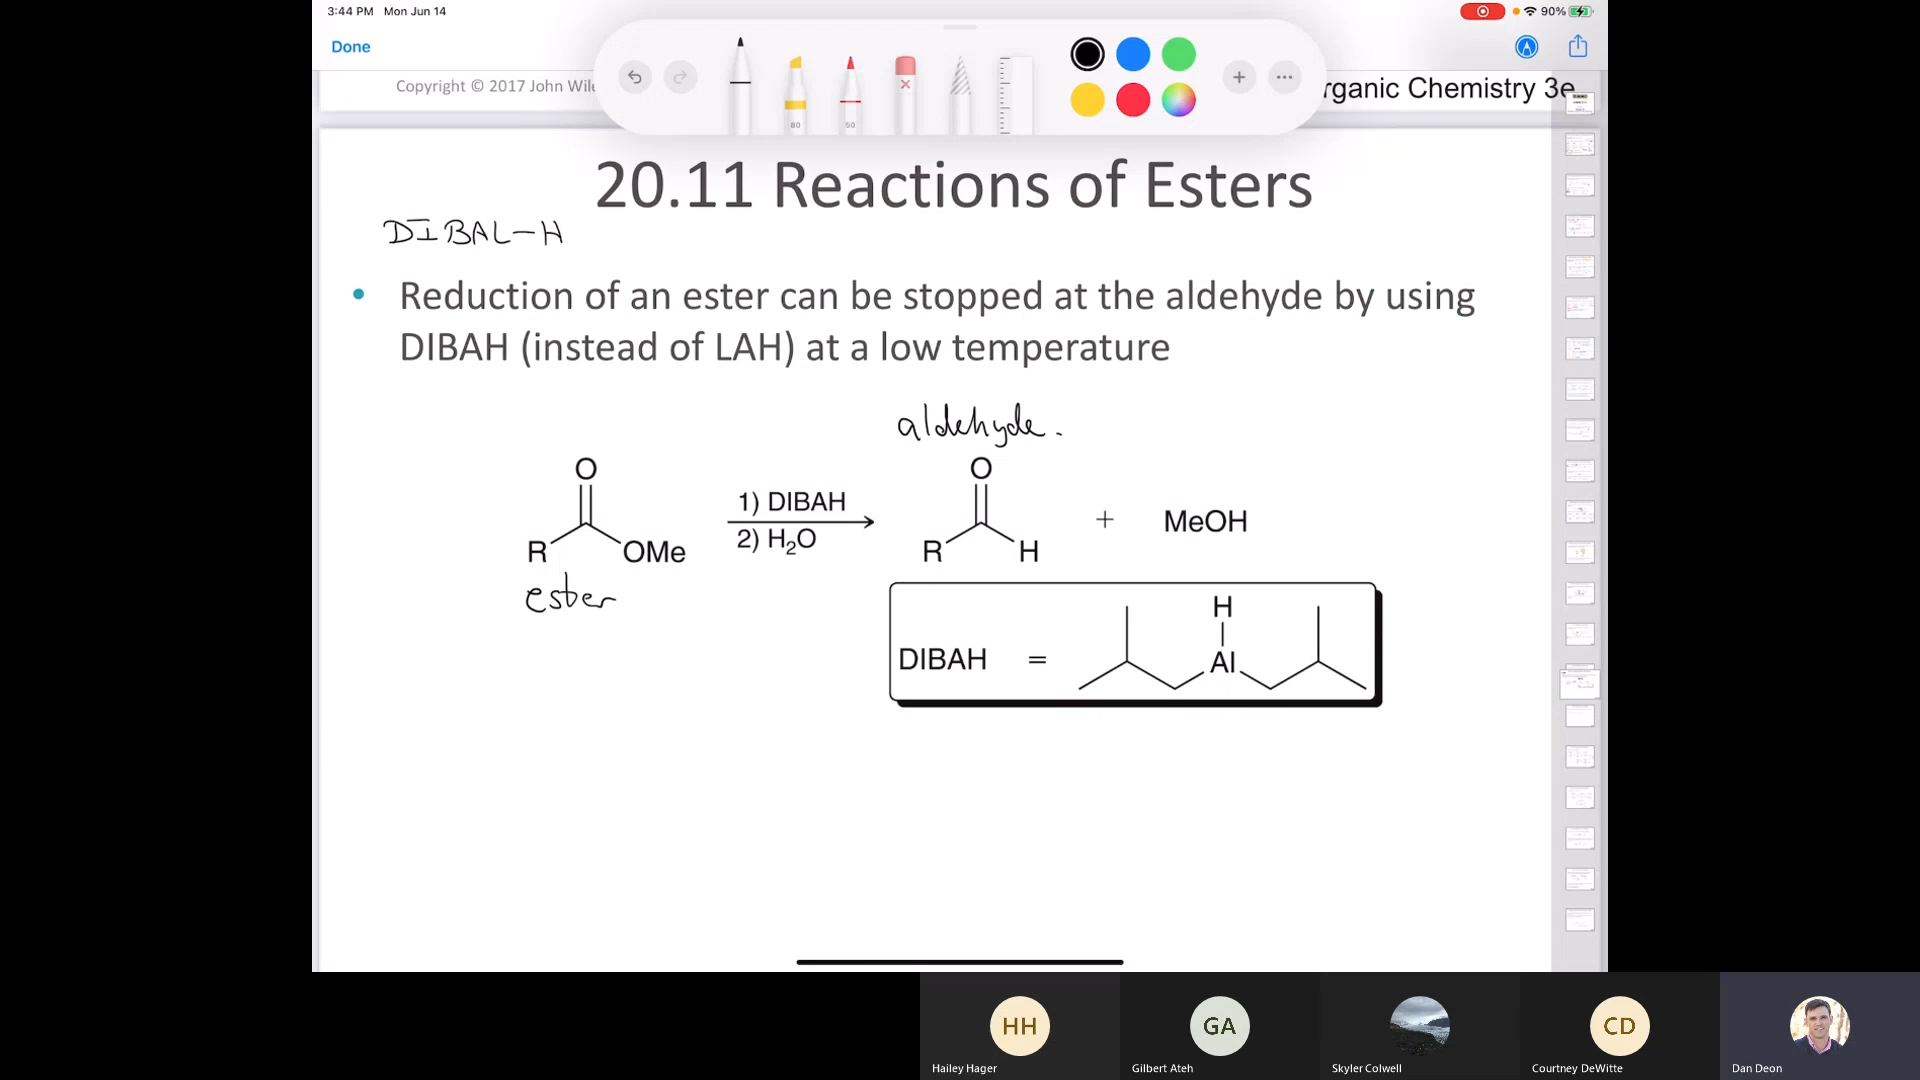 3:44 PM Mon Jun 14
90%
Done
Copyright © 2017 John Wile
rganic Chemistry 3e
80
50
20.11 Reactions of Esters
DIBAL-H
• Reduction of an ester can be stopped at the aldehyde by using
DIBAH (instead of LAH) at a low temperature
aldehyde.
O
R
OMe
ester
1) DIBAH
2) H₂O
O
R
H
+
MeOH
DIBAH =
H
Al
HH
Hailey Hager
GA
Gilbert Ateh
Skyler Colwell
CD
Courtney DeWitte
Dan Deon